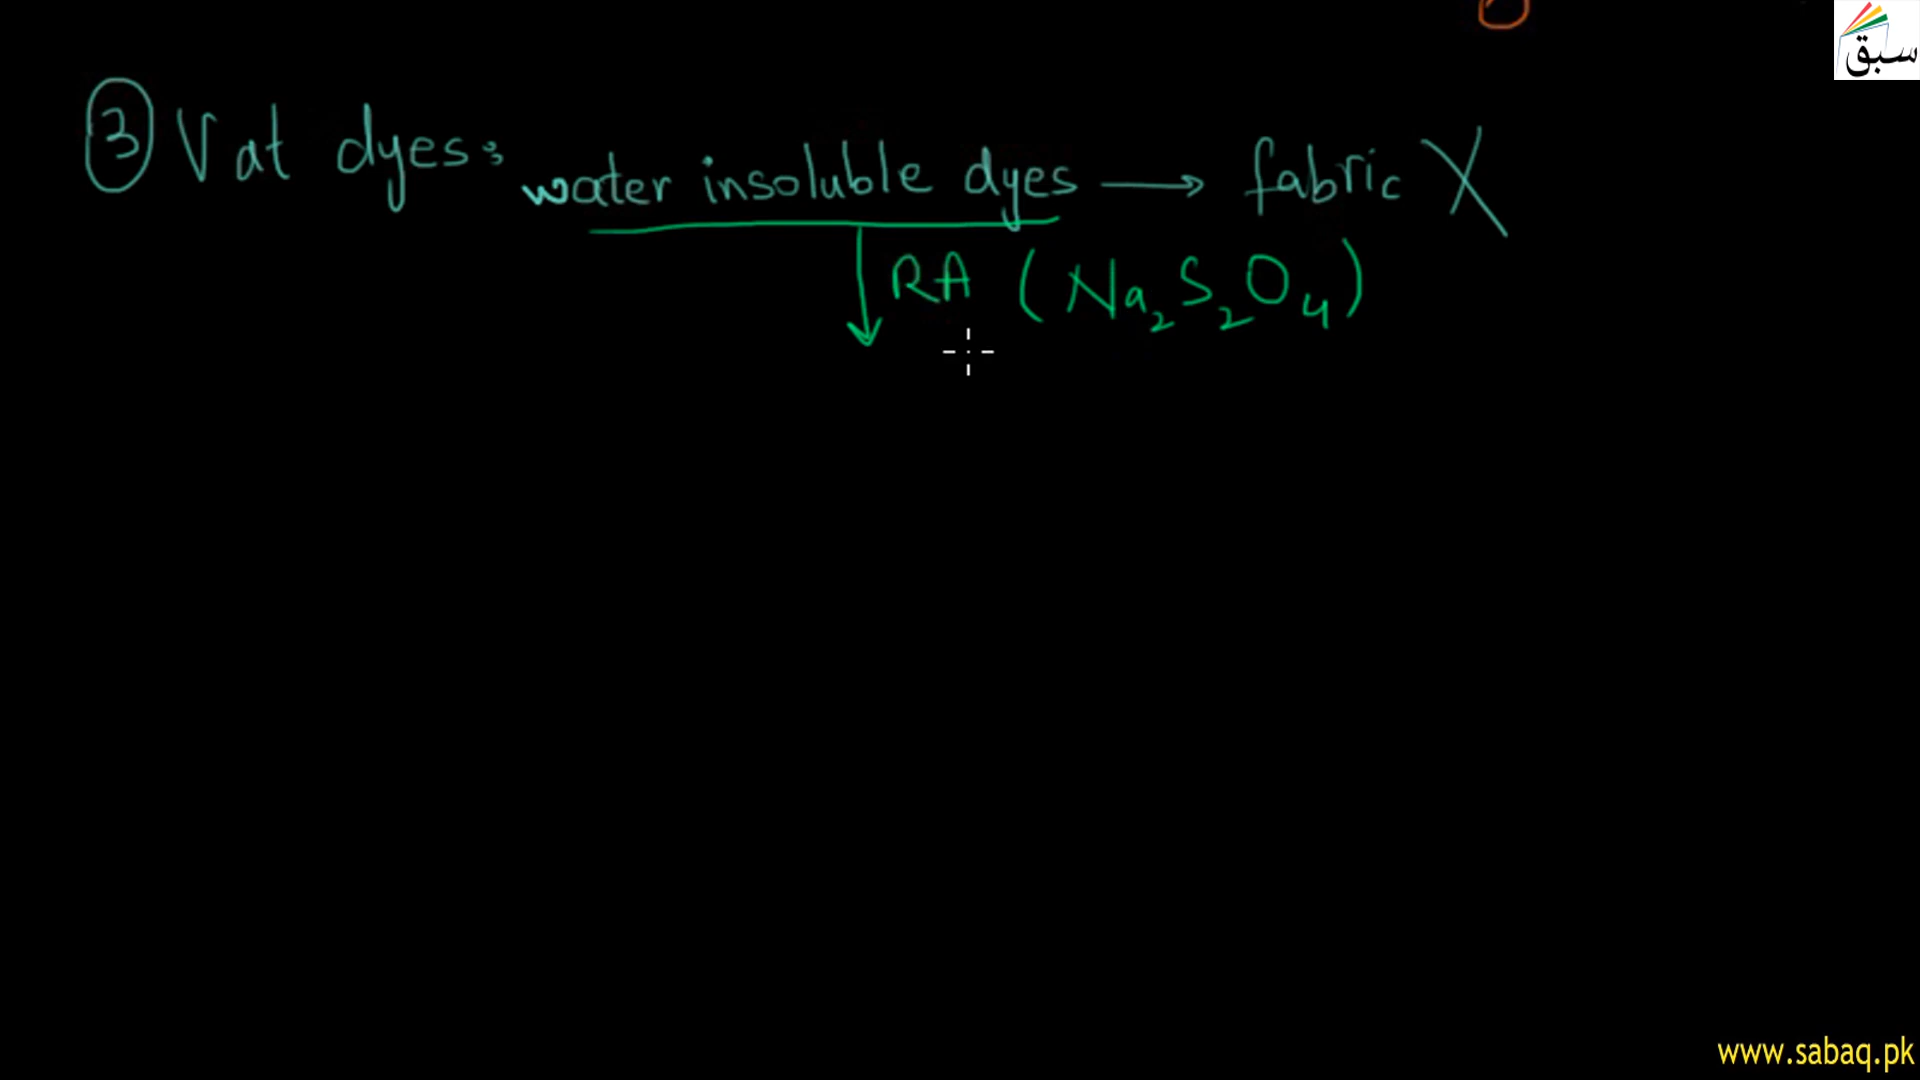 سبق
③ Vat dyes: water insoluble dyes → fabric X
RA (Na₂S₂O₄)
www.sabaq.pk